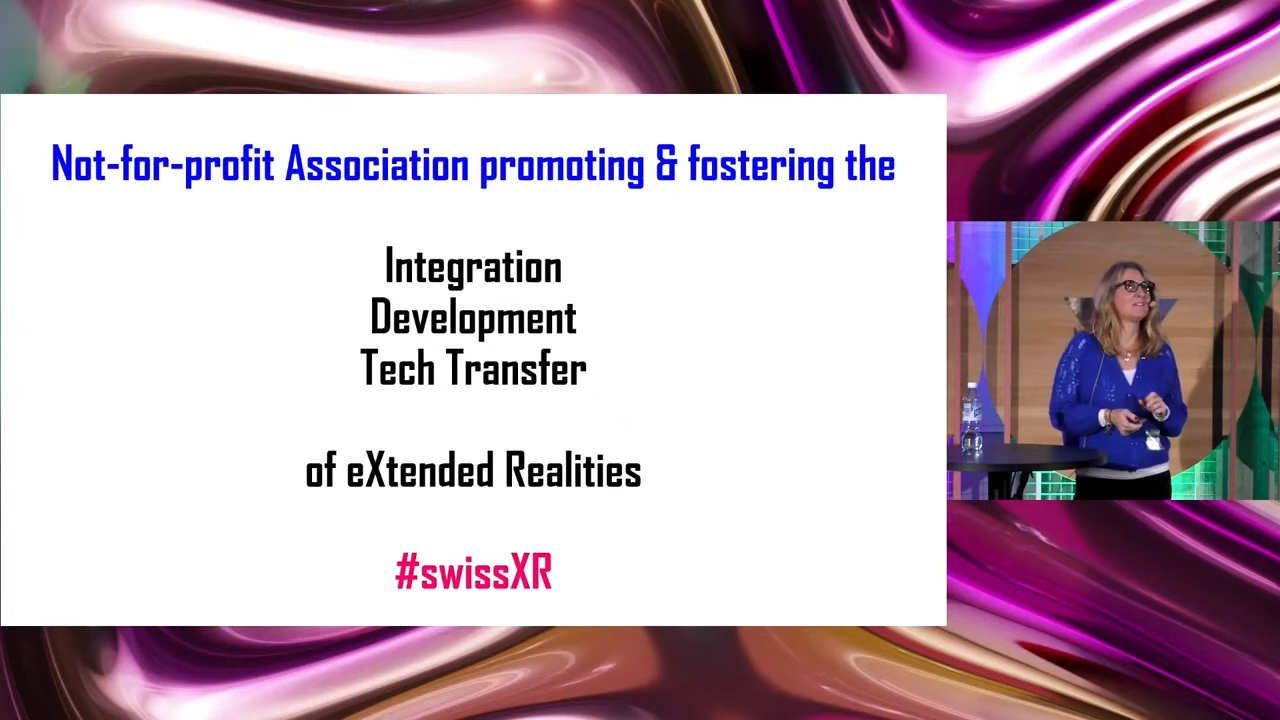 Not-for-profit Association promoting & fostering the
Integration
Development
Tech Transfer
of eXtended Realities
#swissXR